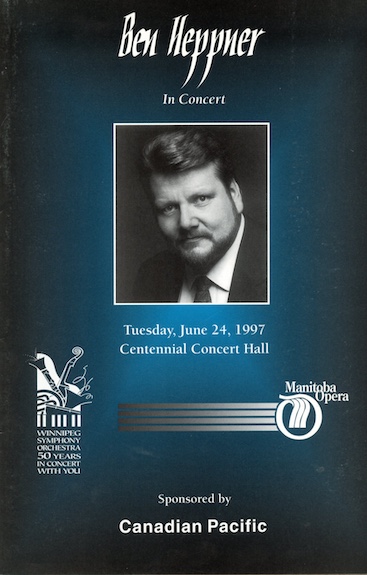 Ben Heppner
In Concert
Tuesday, June 24, 1997
Centennial Concert Hall
WINNIPEG
SYMPHONY
ORCHESTRA
50 YEARS
IN CONCERT
WITH YOU
Manitoba
Opera
Sponsored by
Canadian Pacific